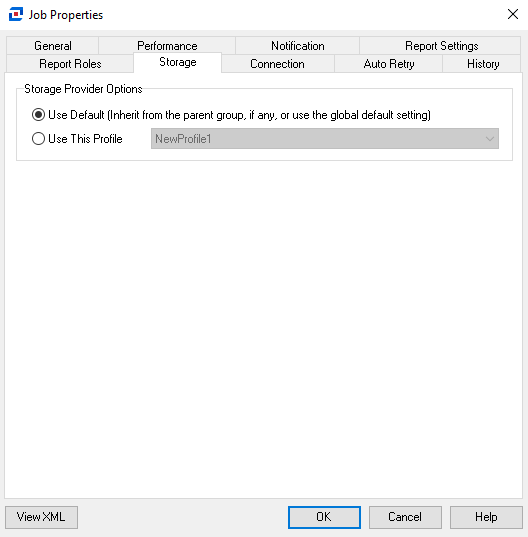 Job Properties
General Performance Notification Report Settings
Report Roles Storage Connection Auto Retry History
Storage Provider Options
Use Default (Inherit from the parent group, if any, or use the global default setting)
Use This Profile NewProfile1
View XML OK Cancel Help